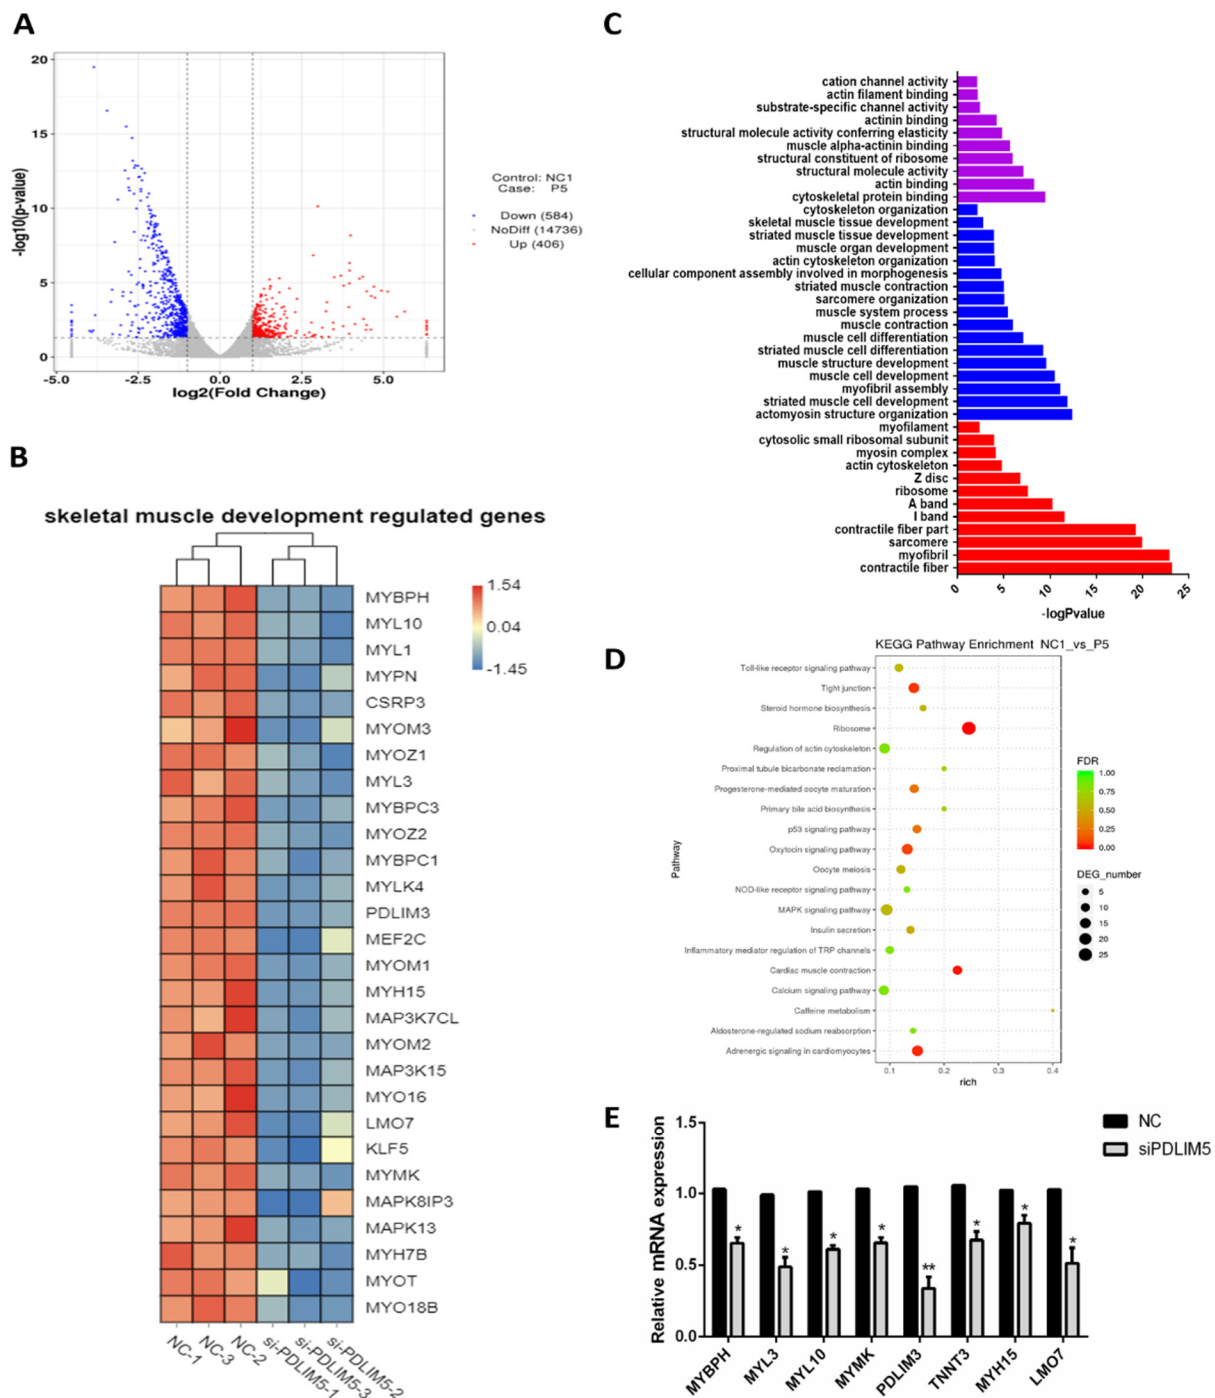 A
20
15
10
5
0
-log10(p-value)
-5.0 -2.5 0.0 2.5 5.0
log2(Fold Change)
Control: NC1
Case: P5
Down (584)
NoDiff (14736)
Up (406)
B
skeletal muscle development regulated genes
1.54
0.04
-1.45
MYBPH
MYL10
MYL1
MYPN
CSRP3
MYOM3
MYOZ1
MYL3
MYBPC3
MYOZ2
MYBPC1
MYLK4
PDLIM3
MEF2C
MYOM1
MYH15
MAP3K7CL
MYOM2
MAP3K15
MYO16
LMO7
KLF5
MYMK
MAPK8IP3
MAPK13
MYH7B
MYOT
MYO18B
NC-1 NC-3 NC-2 si-PDLIM5-1 si-PDLIM5-3 si-PDLIM5-2
C
cation channel activity
actin filament binding
substrate-specific channel activity
actinin binding
structural molecule activity conferring elasticity
muscle alpha-actinin binding
structural constituent of ribosome
structural molecule activity
actin binding
cytoskeletal protein binding
cytoskeleton organization
skeletal muscle tissue development
striated muscle tissue development
muscle organ development
actin cytoskeleton organization
cellular component assembly involved in morphogenesis
striated muscle contraction
sarcomere organization
muscle system process
muscle contraction
muscle cell differentiation
striated muscle cell differentiation
muscle structure development
muscle cell development
myofibril assembly
striated muscle cell development
actomyosin structure organization
myofilament
cytosolic small ribosomal subunit
myosin complex
actin cytoskeleton
Z disc
ribosome
A band
I band
contractile fiber part
sarcomere
myofibril
contractile fiber
0 5 10 15 20 25
-logPvalue
D
KEGG Pathway Enrichment NC1_vs_P5
Toll-like receptor signaling pathway
Tight junction
Steroid hormone biosynthesis
Ribosome
Regulation of actin cytoskeleton
Proximal tubule bicarbonate reclamation
Progesterone-mediated oocyte maturation
Primary bile acid biosynthesis
p53 signaling pathway
Oxytocin signaling pathway
Oocyte meiosis
NOD-like receptor signaling pathway
MAPK signaling pathway
Insulin secretion
Inflammatory mediator regulation of TRP channels
Cardiac muscle contraction
Calcium signaling pathway
Caffeine metabolism
Aldosterone-regulated sodium reabsorption
Adrenergic signaling in cardiomyocytes
Pathway
0.1 0.2 0.3 0.4
rich
FDR
1.00
0.75
0.50
0.25
0.00
DEG_number
5
10
15
20
25
E
NC
siPDLIM5
Relative mRNA expression
1.5
1.0
0.5
0.0
* * * * ** * * *
MYBPH MYL3 MYL10 MYMK PDLIM3 TNNT3 MYH15 LMO7